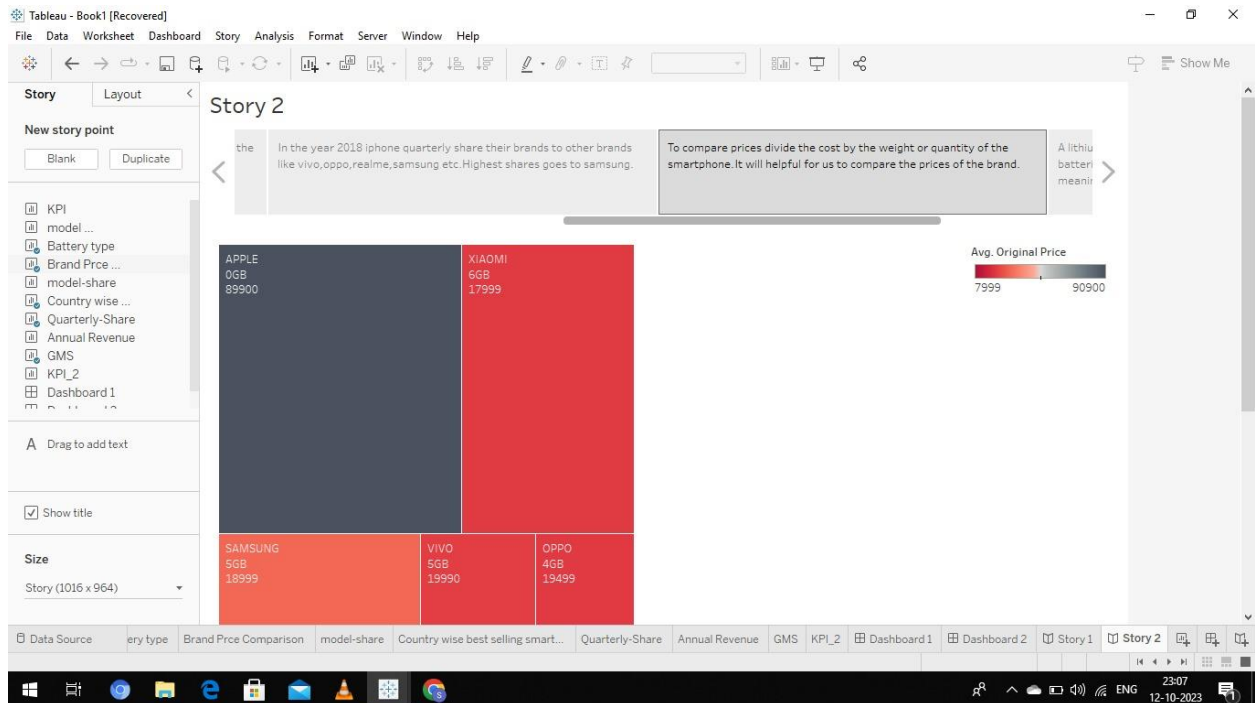 Tableau - Book1 [Recovered]
File Data Worksheet Dashboard Story Analysis Format Server Window Help
Show Me
Story Layout
Story 2
New story point
Blank Duplicate
the
In the year 2018 iphone quarterly share their brands to other brands
like vivo,oppo,realme,samsung etc.Highest shares goes to samsung.
To compare prices divide the cost by the weight or quantity of the
smartphone.It will helpful for us to compare the prices of the brand.
A lithiu
batteri
meanin
KPI
model ...
Battery type
Brand Prce ...
model-share
Country wise ...
Quarterly-Share
Annual Revenue
GMS
KPI_2
Dashboard 1
A Drag to add text
Show title
Size
Story (1016 x 964)
APPLE
0GB
89900
XIAOMI
6GB
17999
SAMSUNG
5GB
18999
VIVO
5GB
19990
OPPO
4GB
19499
Avg. Original Price
7999 90900
Data Source ery type Brand Prce Comparison model-share Country wise best selling smart... Quarterly-Share Annual Revenue GMS KPI_2 Dashboard 1 Dashboard 2 Story 1 Story 2
ENG
23:07
12-10-2023